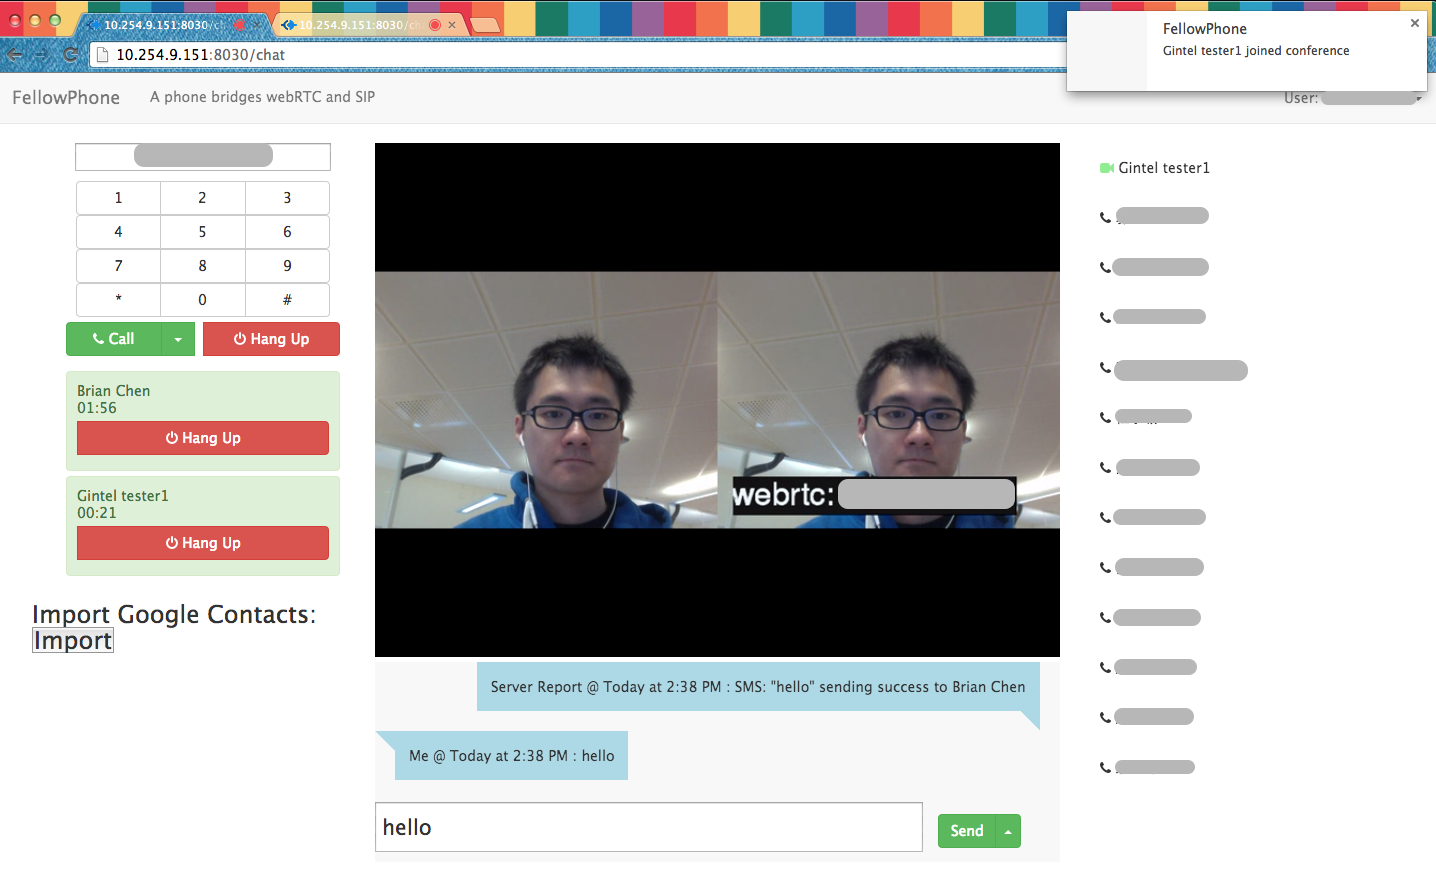 10.254.9.151:8030/ch
10.254.9.151:8030/ch
10.254.9.151:8030/chat
FellowPhone
Gintel tester1 joined conference
FellowPhone
A phone bridges webRTC and SIP
User:
1 2 3
4 5 6
7 8 9
* 0 #
Call
Hang Up
Brian Chen
01:56
Hang Up
Gintel tester1
00:21
Hang Up
Import Google Contacts:
Import
webrtc:
Server Report @ Today at 2:38 PM : SMS: "hello" sending success to Brian Chen
Me @ Today at 2:38 PM : hello
hello
Send
Gintel tester1